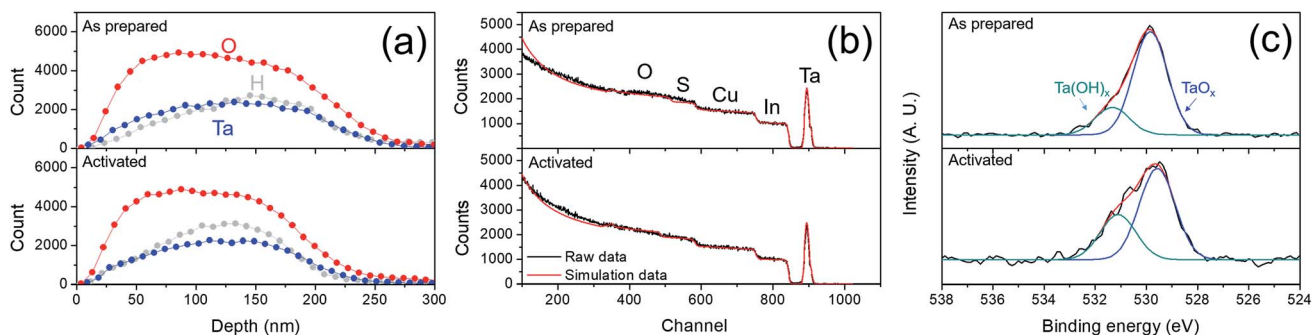 As prepared
(a)
O
H
Ta
6000
4000
2000
0
Count
Activated
6000
4000
2000
0
Count
0 50 100 150 200 250 300
Depth (nm)
As prepared
(b)
O
S
Cu
In
Ta
5000
4000
3000
2000
1000
0
Counts
Activated
4000
3000
2000
1000
0
Counts
Raw data
Simulation data
200 400 600 800 1000
Channel
As prepared
(c)
Ta(OH)x
TaOx
Activated
Intensity (A. U.)
538 536 534 532 530 528 526 524
Binding energy (eV)